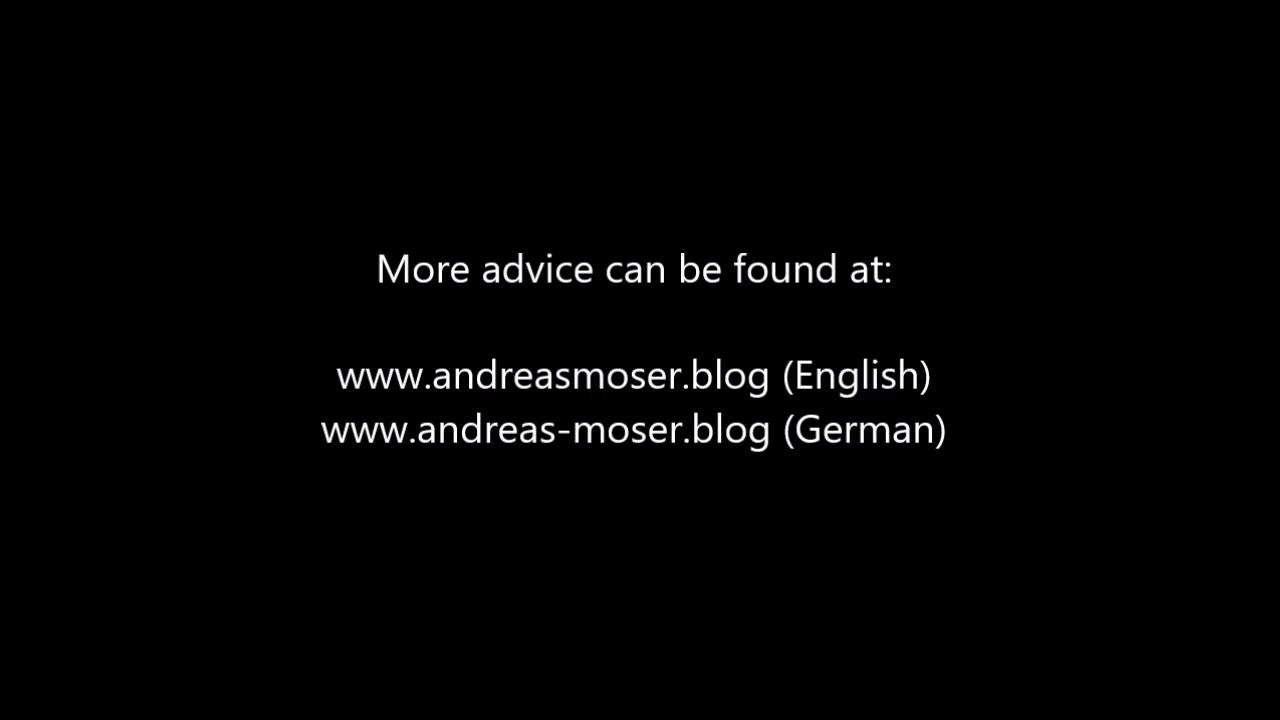 More advice can be found at:
www.andreasmoser.blog (English)
www.andreas-moser.blog (German)